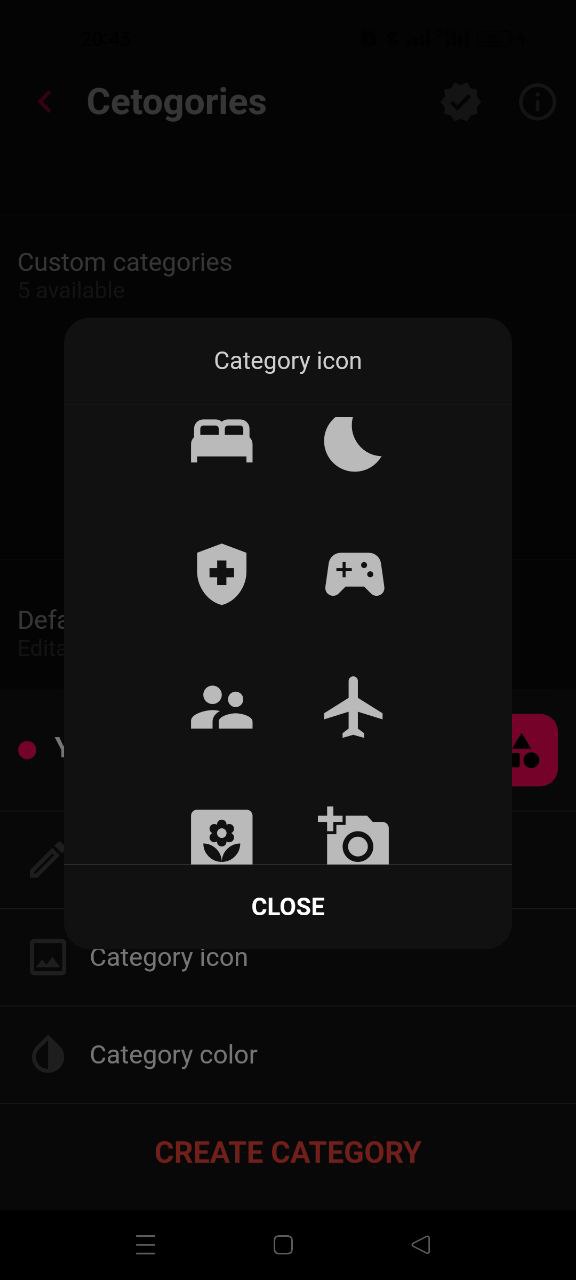 20:45
Cetogories
Custom categories
5 available
Category icon
Defa
Edita
Y
CLOSE
Category icon
Category color
CREATE CATEGORY